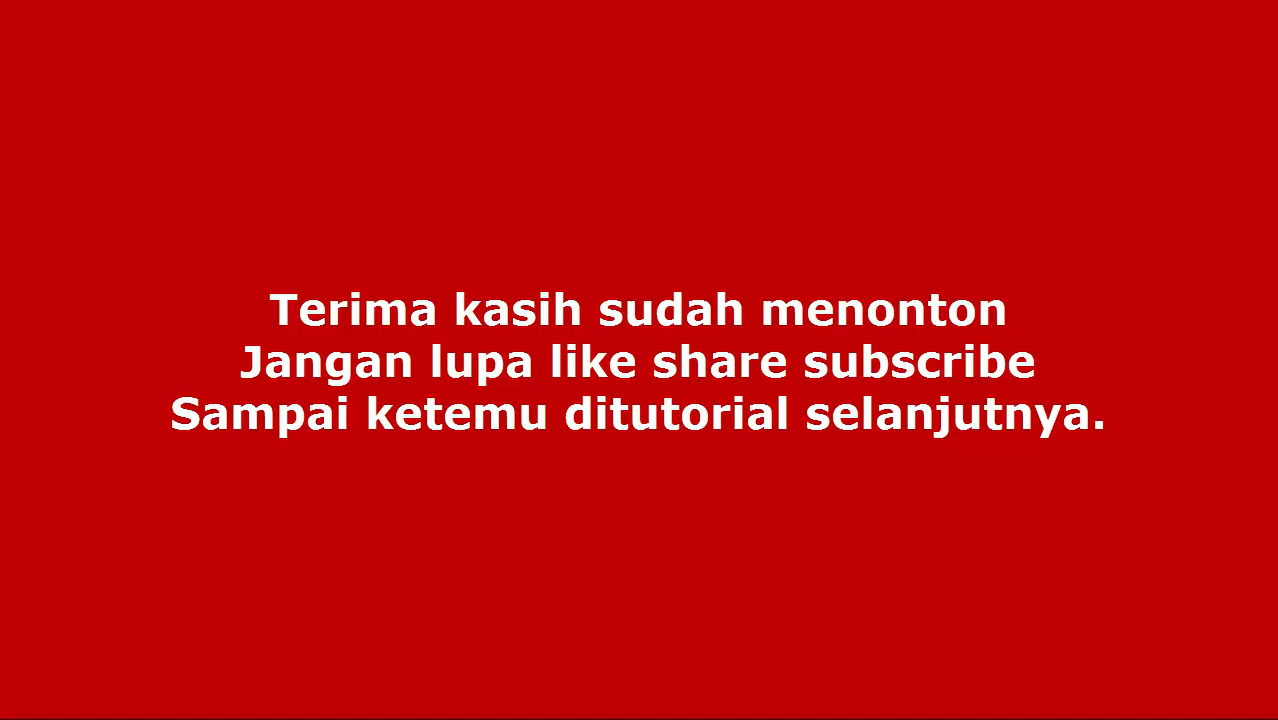 Terima kasih sudah menonton
Jangan lupa like share subscribe
Sampai ketemu ditutorial selanjutnya.